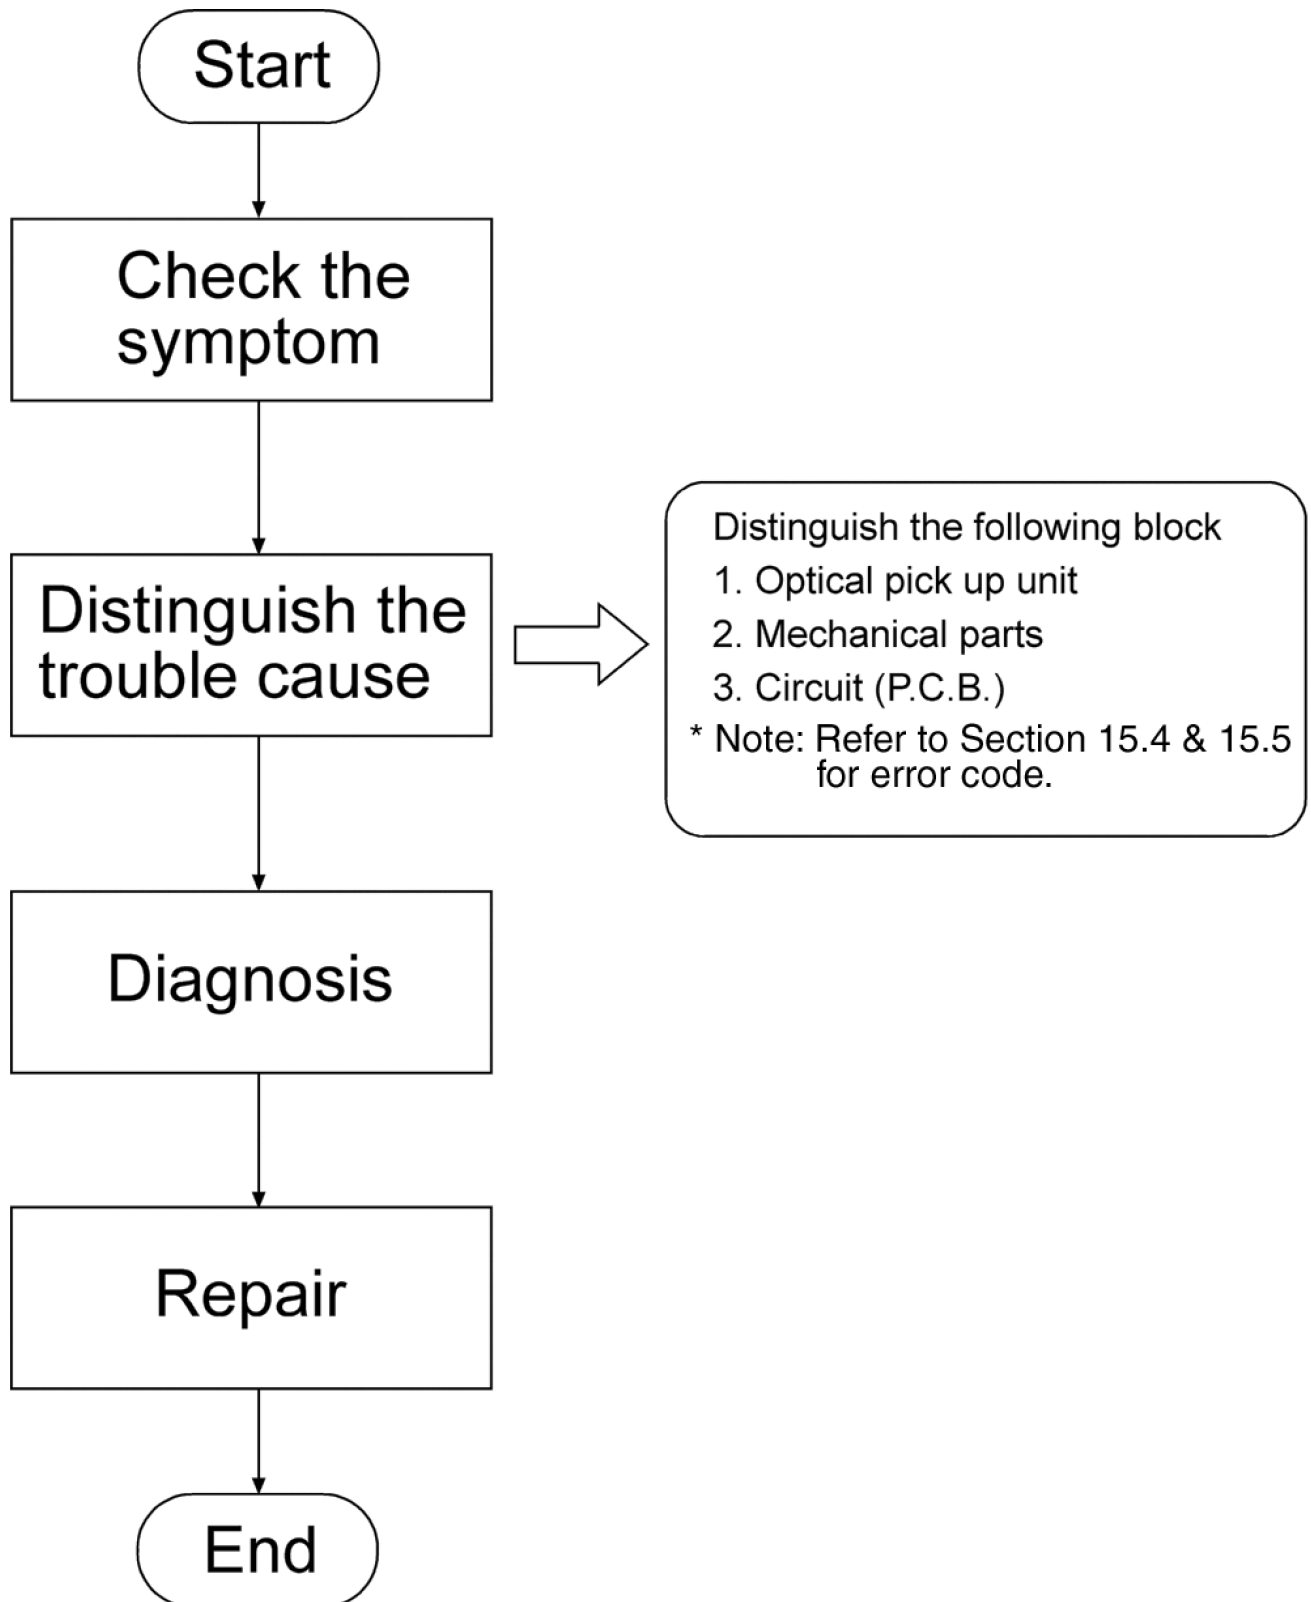 Start
Check the
symptom
Distinguish the
trouble cause
Distinguish the following block
1. Optical pick up unit
2. Mechanical parts
3. Circuit (P.C.B.)
* Note: Refer to Section 15.4 & 15.5
for error code.
Diagnosis
Repair
End